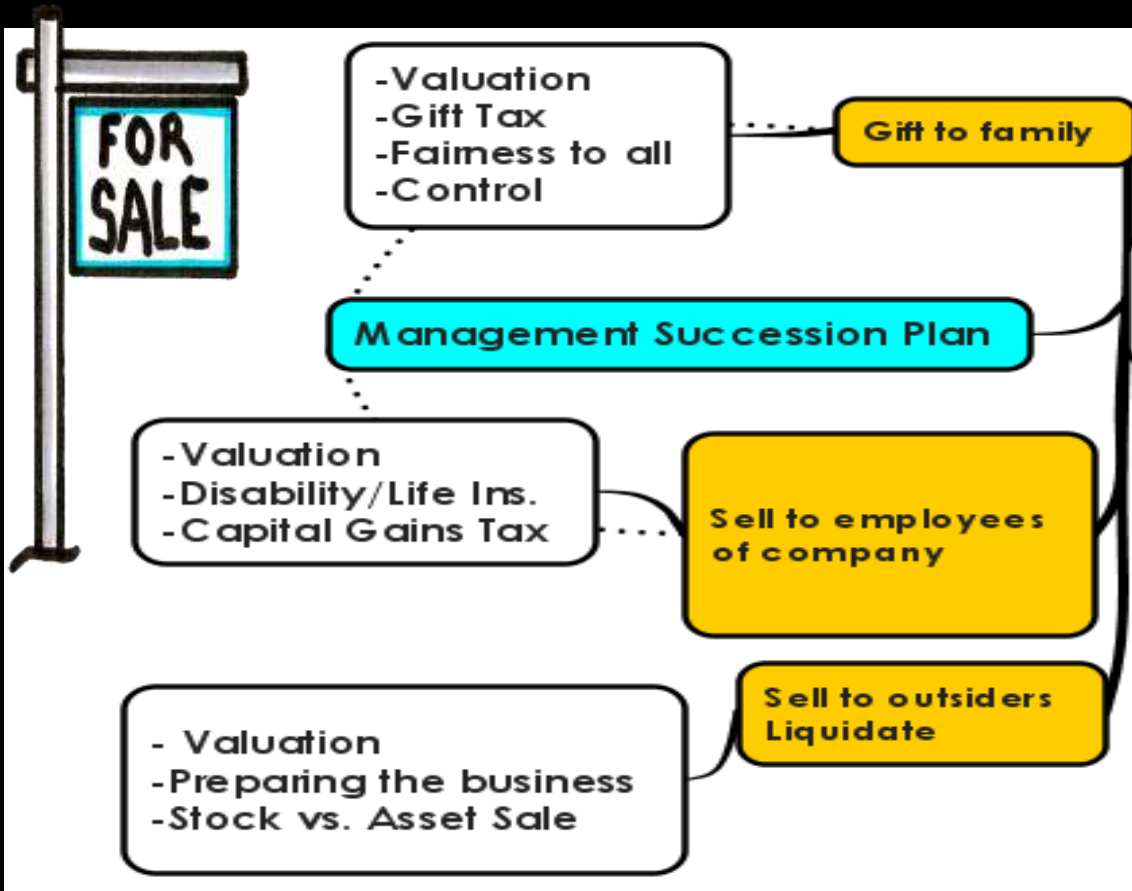 FOR
SALE
-Valuation
-Gift Tax
-Fairness to all
-Control
Gift to family
Management Succession Plan
-Valuation
-Disability/Life Ins.
-Capital Gains Tax
Sell to employees
of company
Sell to outsiders
Liquidate
- Valuation
-Preparing the business
-Stock vs. Asset Sale